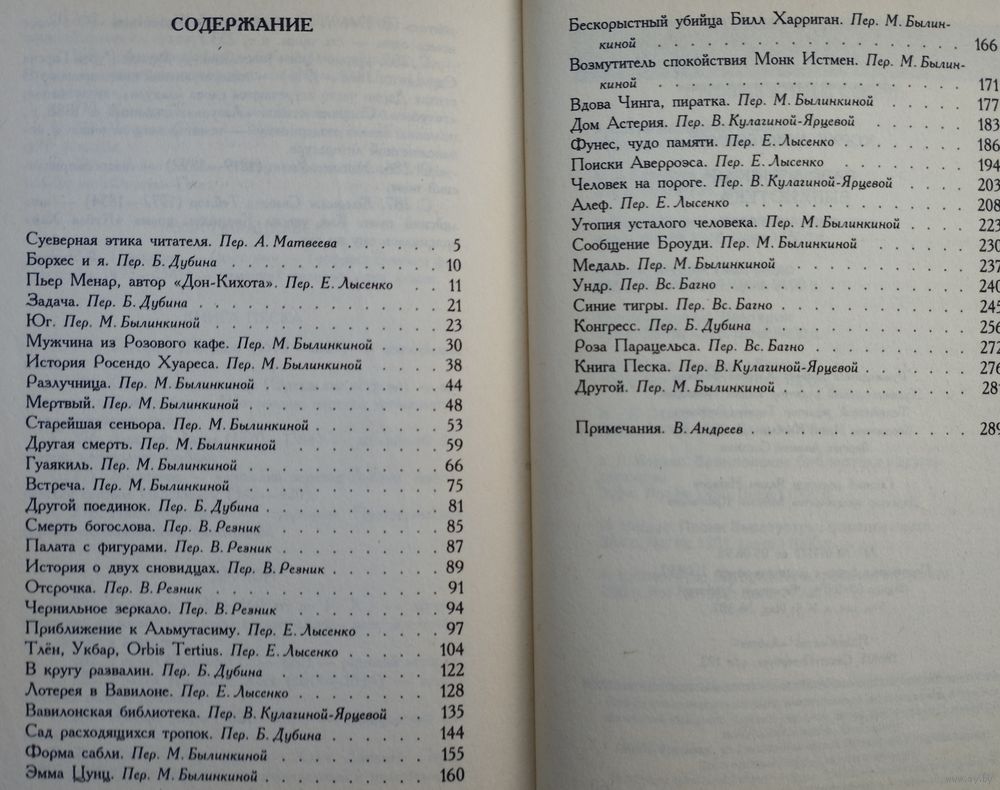 СОДЕРЖАНИЕ
Суеверная этика читателя. Пер. А. Матвеева . . . . . . 5
Борхес и я. Пер. Б. Дубина . . . . . . . . . . . . 10
Пьер Менар, автор «Дон-Кихота». Пер. Е. Лысенко . . 11
Задача. Пер. Б. Дубина . . . . . . . . . . . . . . 21
Юг. Пер. М. Былинкиной . . . . . . . . . . . . . 23
Мужчина из Розового кафе. Пер. М. Былинкиной . . . . 30
История Росендо Хуареса. Пер. М. Былинкиной . . . . 38
Разлучница. Пер. М. Былинкиной . . . . . . . . . . 44
Мертвый. Пер. М. Былинкиной . . . . . . . . . . . 48
Старейшая сеньора. Пер. М. Былинкиной . . . . . . . 53
Другая смерть. Пер. М. Былинкиной . . . . . . . . . 59
Гуаякиль. Пер. М. Былинкиной . . . . . . . . . . . 66
Встреча. Пер. М. Былинкиной . . . . . . . . . . . 75
Другой поединок. Пер. Б. Дубина . . . . . . . . . . 81
Смерть богослова. Пер. В. Резник . . . . . . . . . . 85
Палата с фигурами. Пер. В. Резник . . . . . . . . . 87
История о двух сновидцах. Пер. В. Резник . . . . . . 89
Отсрочка. Пер. В. Резник . . . . . . . . . . . . . 91
Чернильное зеркало. Пер. В. Резник . . . . . . . . . 94
Приближение к Альмутасиму. Пер. Е. Лысенко . . . . . 97
Тлён, Укбар, Orbis Tertius. Пер. Е. Лысенко . . . . . 104
В кругу развалин. Пер. Б. Дубина . . . . . . . . . . 122
Лотерея в Вавилоне. Пер. Е. Лысенко . . . . . . . . 128
Вавилонская библиотека. Пер. В. Кулагиной-Ярцевой . . 135
Сад расходящихся тропок. Пер. Б. Дубина . . . . . . 144
Форма сабли. Пер. М. Былинкиной . . . . . . . . . 155
Эмма Цунц. Пер. М. Былинкиной . . . . . . . . . . 160
Бескорыстный убийца Билл Харриган. Пер. М. Былин-
киной . . . . . . . . . . . . . . . . 166
Возмутитель спокойствия Монк Истмен. Пер. М. Былин-
киной . . . . . . . . . . . . . . . . 171
Вдова Чинга, пиратка. Пер. М. Былинкиной . . . . . . 177
Дом Астерия. Пер. В. Кулагиной-Ярцевой . . . . . . 183
Фунес, чудо памяти. Пер. Е. Лысенко . . . . . . . . 186
Поиски Аверроэса. Пер. Е. Лысенко . . . . . . . . . 194
Человек на пороге. Пер. В. Кулагиной-Ярцевой . . . . 203
Алеф. Пер. Е. Лысенко . . . . . . . . . . . . . . 208
Утопия усталого человека. Пер. М. Былинкиной . . . . 223
Сообщение Броуди. Пер. М. Былинкиной . . . . . . . 230
Медаль. Пер. М. Былинкиной . . . . . . . . . . . 237
Ундр. Пер. Вс. Багно . . . . . . . . . . . . . . 240
Синие тигры. Пер. Вс. Багно . . . . . . . . . . . 245
Конгресс. Пер. Б. Дубина . . . . . . . . . . . . . 256
Роза Парацельса. Пер. Вс. Багно . . . . . . . . . . 272
Книга Песка. Пер. В. Кулагиной-Ярцевой . . . . . . . 276
Другой. Пер. М. Былинкиной . . . . . . . . . . . 281
Примечания. В. Андреев . . . . . . . . . . . . . 289
www.ay.by